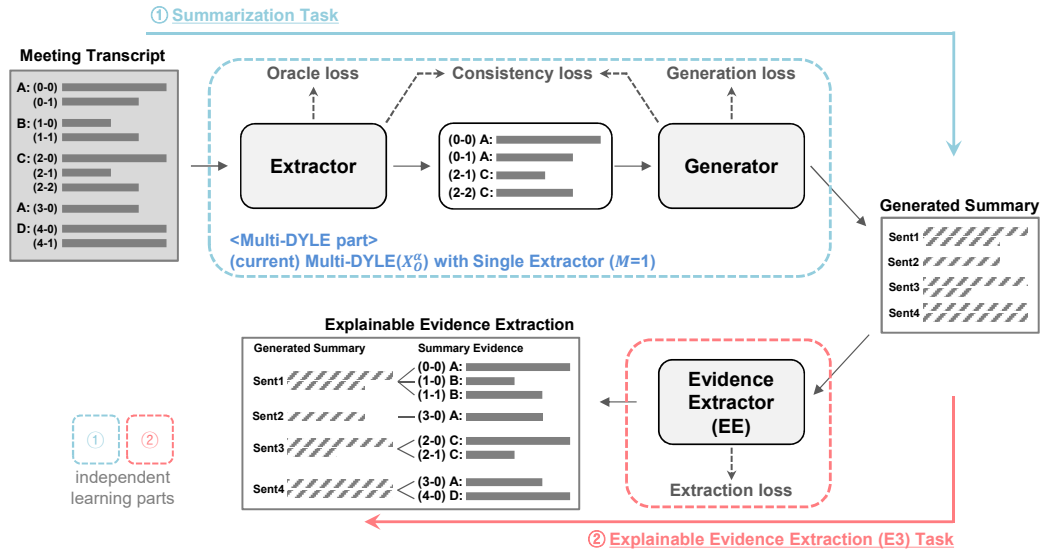 ① Summarization Task
Meeting Transcript
A: (0-0)
(0-1)
B: (1-0)
(1-1)
C: (2-0)
(2-1)
(2-2)
A: (3-0)
D: (4-0)
(4-1)
Oracle loss
Consistency loss
Generation loss
Extractor
(0-0) A:
(0-1) A:
(2-1) C:
(2-2) C:
Generator
<Multi-DYLE part>
(current) Multi-DYLE(X_O^α) with Single Extractor (M=1)
Generated Summary
Sent1
Sent2
Sent3
Sent4
Explainable Evidence Extraction
Generated Summary
Summary Evidence
Sent1
(0-0) A:
(1-0) B:
(1-1) B:
Sent2
(3-0) A:
Sent3
(2-0) C:
(2-1) C:
Sent4
(3-0) A:
(4-0) D:
Evidence
Extractor
(EE)
Extraction loss
① ②
independent
learning parts
② Explainable Evidence Extraction (E3) Task